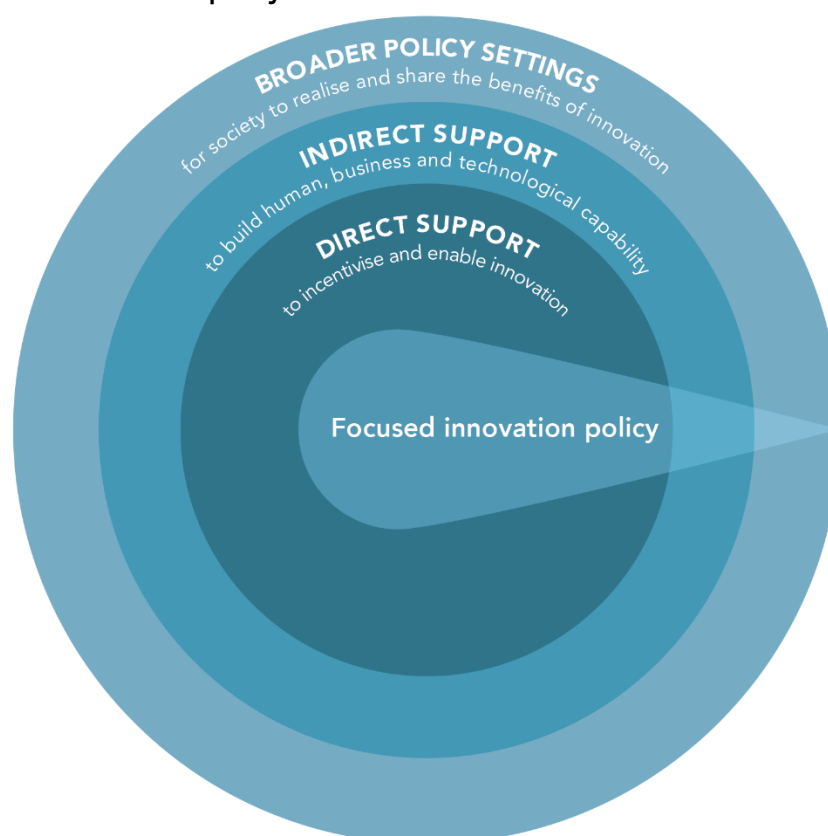 BROADER POLICY SETTINGS
for society to realise and share the benefits of innovation
INDIRECT SUPPORT
to build human, business and technological capability
DIRECT SUPPORT
to incentivise and enable innovation
Focused innovation policy